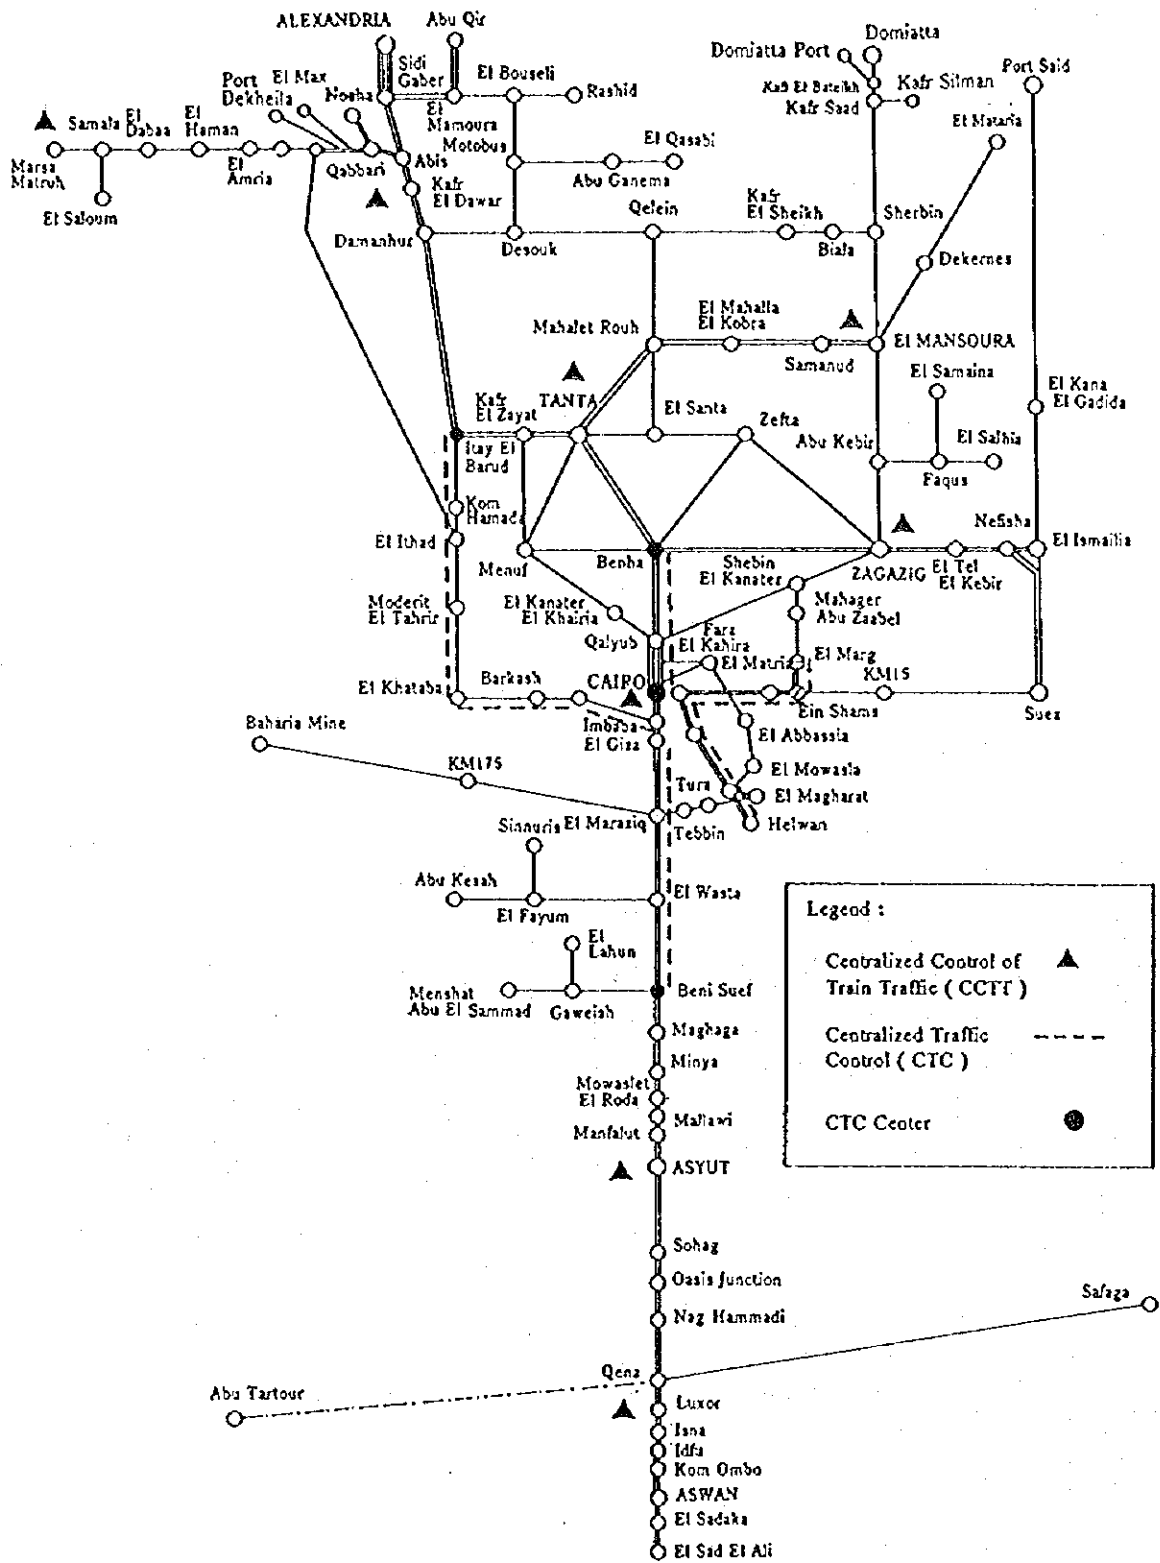 ALEXANDRIA
Abu Qir
Sidi
Gaber
El Bouseli
Rashid
El
Mamoura
Motobus
El Qasabi
Abu Ganema
Domiatta
Domiatta Port
Kafr El Bateikh
Kafr Saad
Kafr Silman
Port Said
El Mataria
Port
Dekheila
El Max
Nosha
Samala
El
Dabaa
El
Haman
Marsa
Matruh
El Saloum
El
Amria
Qabbari
Abis
Kafr
El Dawar
Damanhur
Desouk
Qelein
Kafr
El Sheikh
Biala
Sherbin
Dekernes
Mahalet Rouh
El Mahalla
El Kobra
Samanud
El MANSOURA
El Samaina
El Kana
El Gadida
Kafr
El Zayat
TANTA
El Santa
Zefta
Abu Kebir
El Salhia
Faqus
Itay El
Barud
Kom
Hamada
El Ithad
Menuf
Benha
Shebin
El Kanater
ZAGAZIG
El Tel
El Kebir
Nefisha
El Ismailia
Moderit
El Tahrir
El Kanater
El Khairia
Qalyub
Mahager
Abu Zaabel
Fara
El Kahira
El Matria
El Marg
KM15
El Khataba
Barkash
CAIRO
Ein Shams
Suez
Imbaba
El Giza
El Abbassia
Baharia Mine
KM175
El Mowasla
Tura
El Magharat
El Maraziq
Tebbin
Helwan
Sinnuris
Abu Kesah
El Fayum
El Wasta
El
Lahun
Menshat
Abu El Sammad
Gaweish
Beni Suef
Maghaga
Minya
Mowaslet
El Roda
Mallawi
Manfalut
ASYUT
Sohag
Oasis Junction
Nag Hammadi
Safaga
Qena
Abu Tartour
Luxor
Isna
Idfu
Kom Ombo
ASWAN
El Sadaka
El Sad El Ali
Legend :
Centralized Control of
Train Traffic ( CCTT )
Centralized Traffic
Control ( CTC )
CTC Center